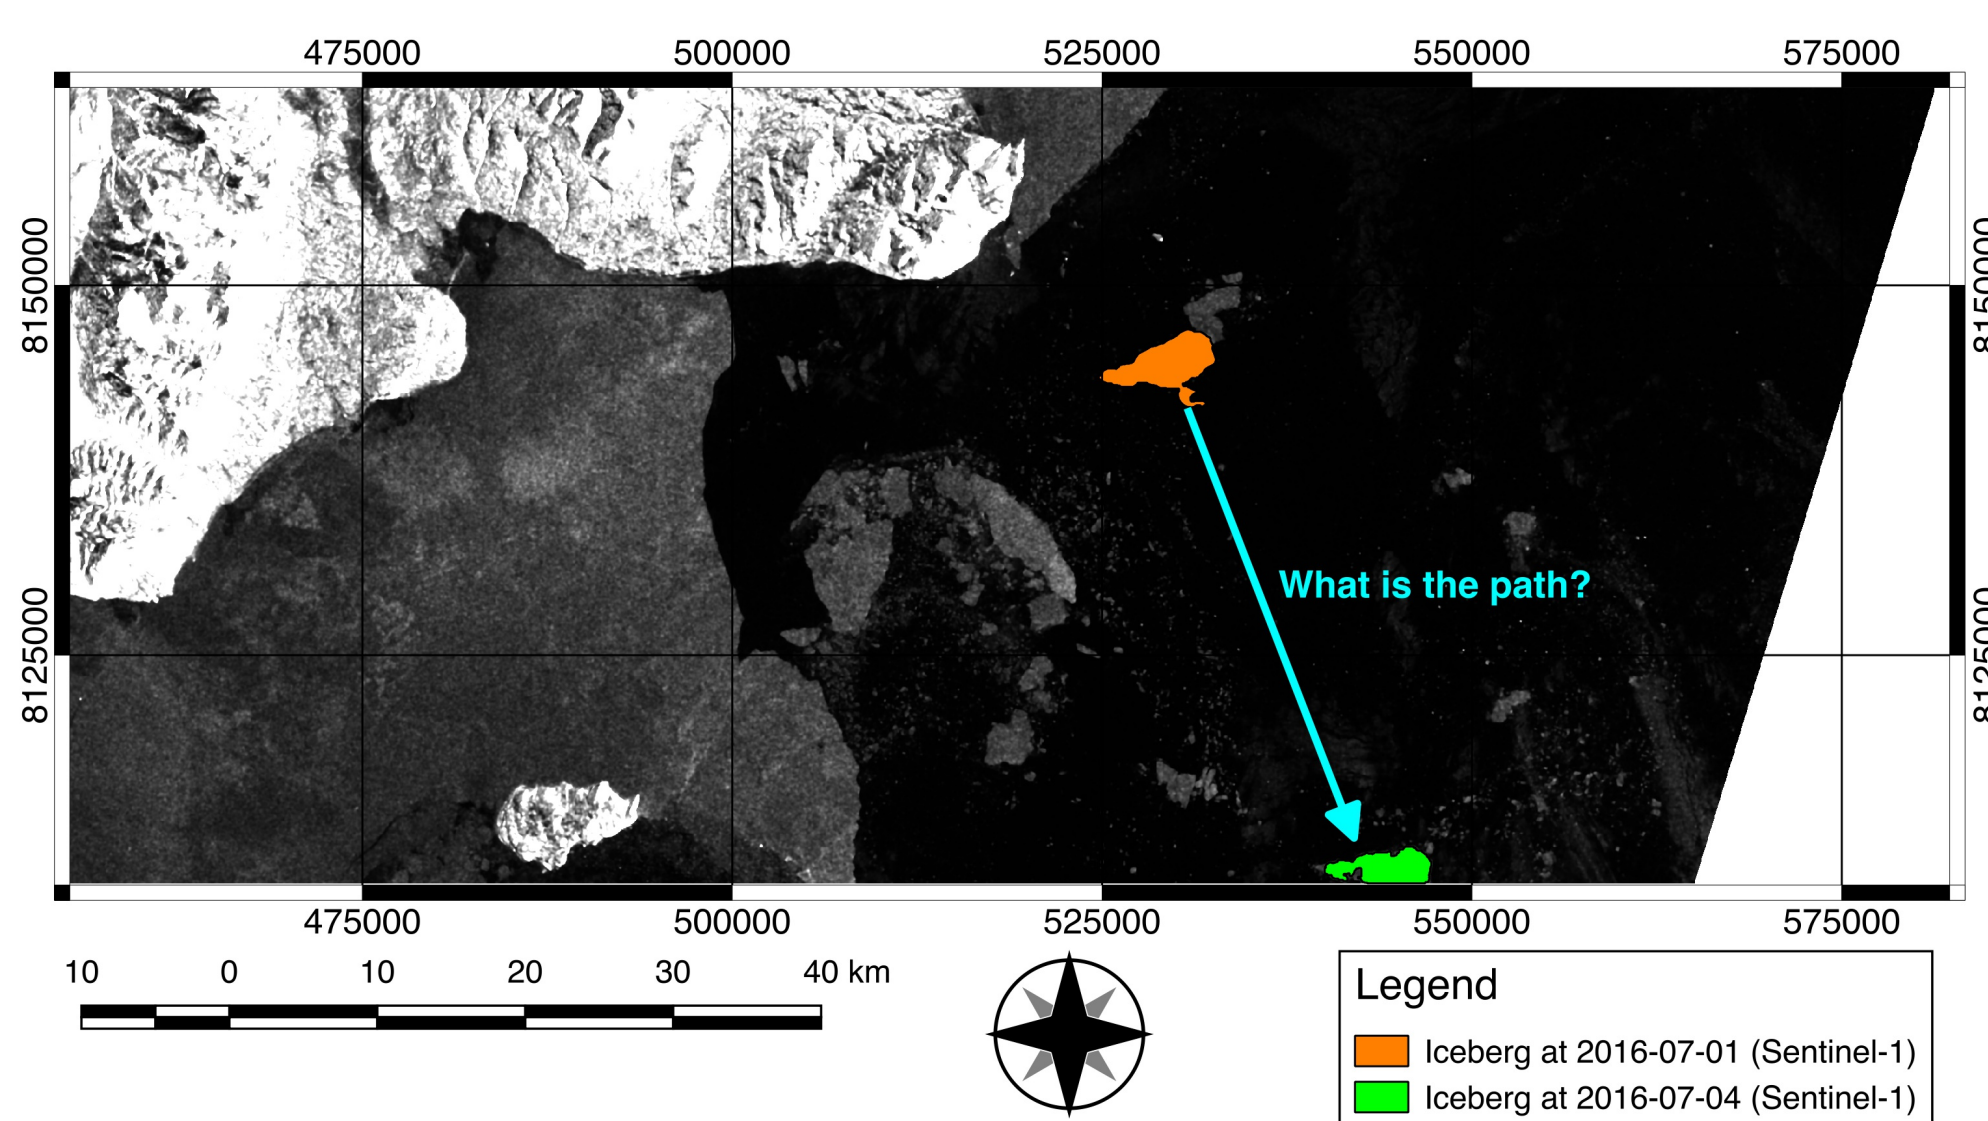 475000 500000 525000 550000 575000
8150000 8150000
8125000 8125000
What is the path?
475000 500000 525000 550000 575000
10 0 10 20 30 40 km
Legend
Iceberg at 2016-07-01 (Sentinel-1)
Iceberg at 2016-07-04 (Sentinel-1)